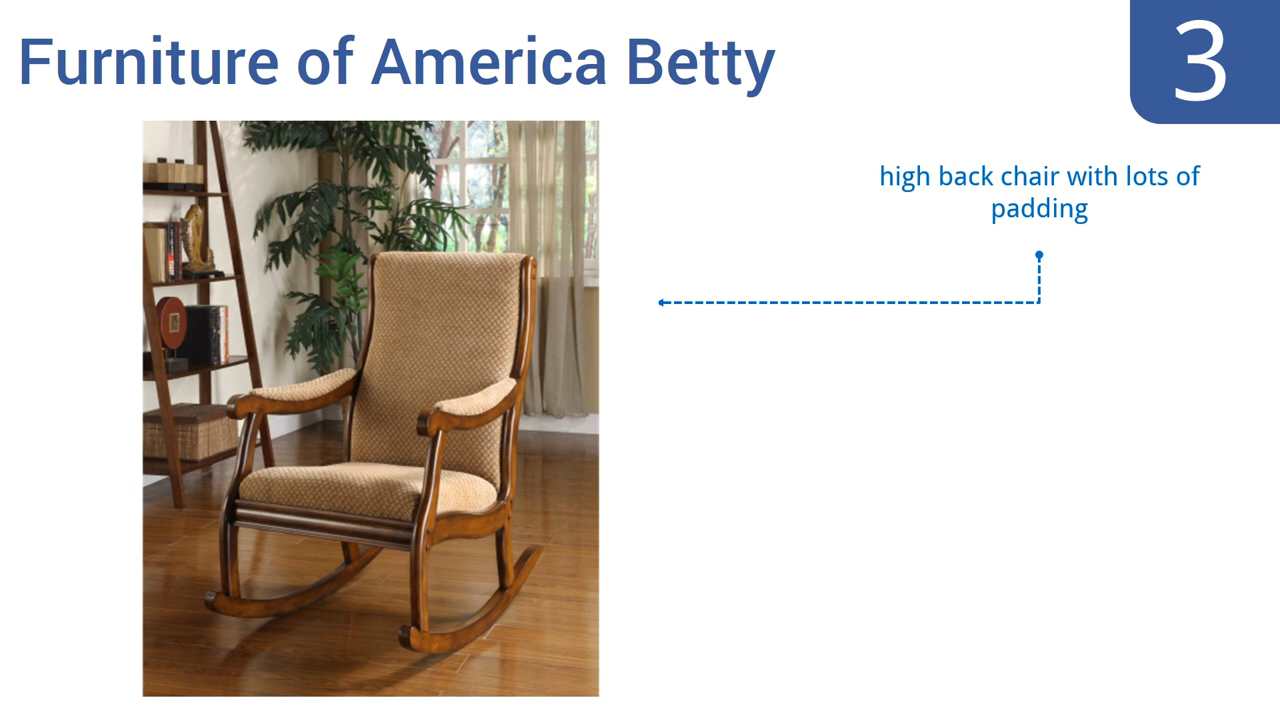 Furniture of America Betty
3
high back chair with lots of
padding